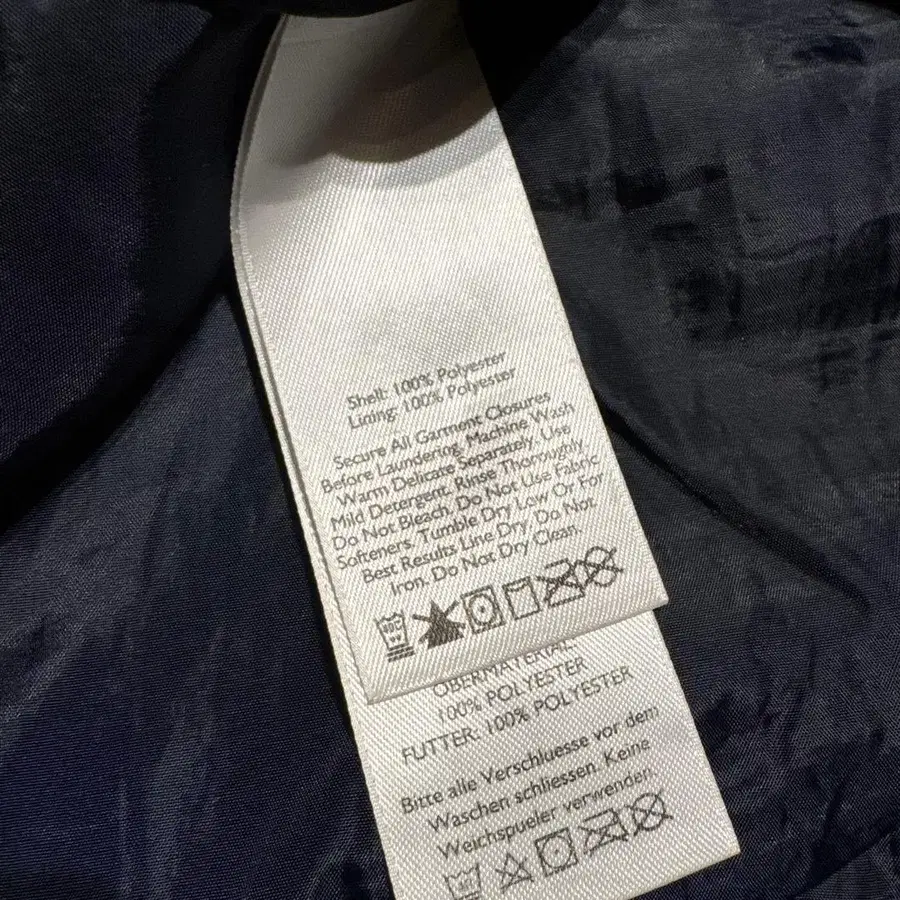 Shell: 100% Polyester
Lining: 100% Polyester
Secure All Garment Closures
Before Laundering. Machine Wash
Warm Delicate Separately. Use
Mild Detergent. Rinse Thoroughly.
Do Not Bleach. Do Not Use Fabric
Softeners. Tumble Dry Low Or For
Best Results Line Dry. Do Not
Iron. Do Not Dry Clean.
OBERMATERIAL:
100% POLYESTER
FUTTER: 100% POLYESTER
Bitte alle Verschluesse vor dem
Waschen schliessen. Keine
Weichspueler verwenden.